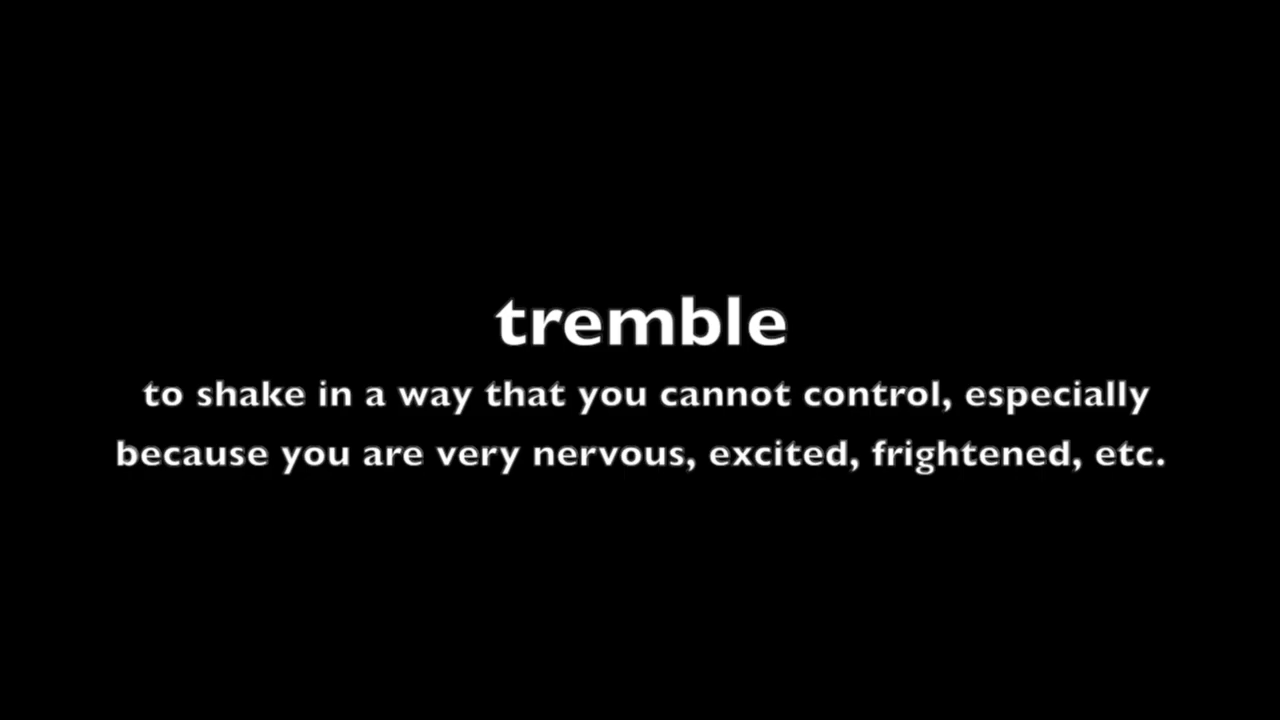 tremble
to shake in a way that you cannot control, especially
because you are very nervous, excited, frightened, etc.